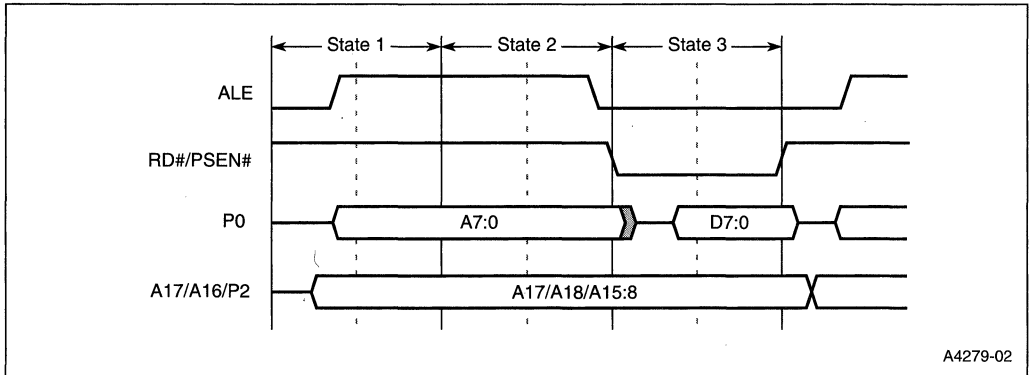 State 1 State 2 State 3
ALE
RD#/PSEN#
P0 A7:0 D7:0
A17/A16/P2 A17/A18/A15:8
A4279-02